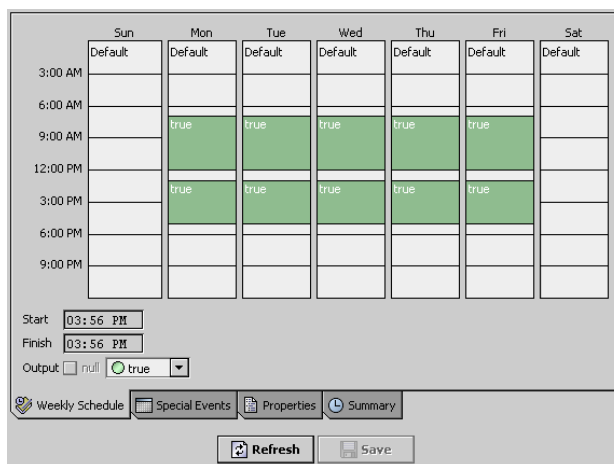 Sun Mon Tue Wed Thu Fri Sat
Default Default Default Default Default Default Default
3:00 AM
6:00 AM
true true true true true
9:00 AM
12:00 PM
true true true true true
3:00 PM
6:00 PM
9:00 PM
Start 03:56 PM
Finish 03:56 PM
Output null true
Weekly Schedule Special Events Properties Summary
Refresh Save